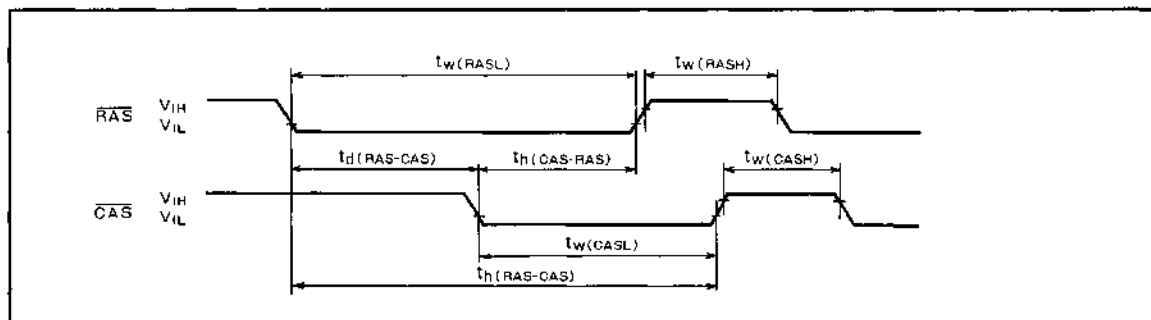 tw(RASL)
tw(RASH)
RAS VIH
VIL
td(RAS-CAS)
th(CAS-RAS)
tw(CASH)
CAS VIH
VIL
tw(CASL)
th(RAS-CAS)